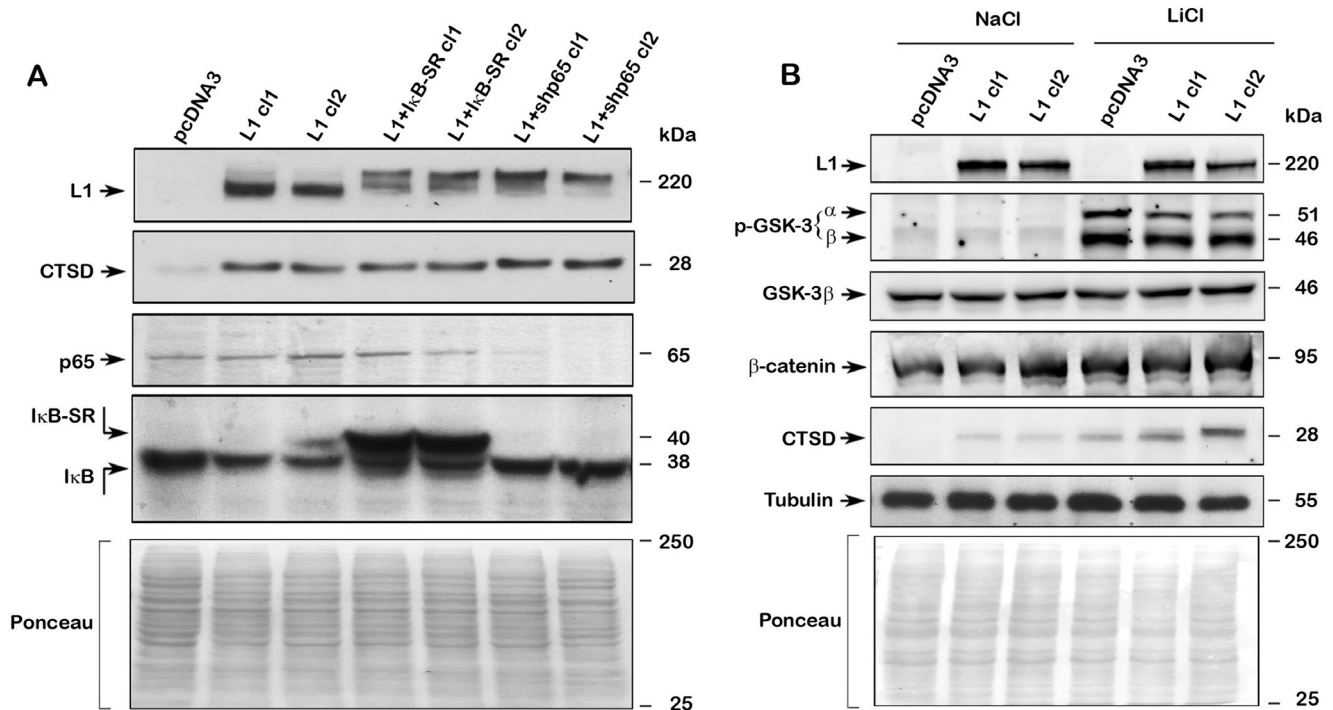 A
pcDNA3
L1 cl1
L1 cl2
L1+IκB-SR cl1
L1+IκB-SR cl2
L1+shp65 cl1
L1+shp65 cl2
kDa
L1
220
CTSD
28
p65
65
IκB-SR
40
38
IκB
250
Ponceau
25
B
NaCl
LiCl
pcDNA3
L1 cl1
L1 cl2
pcDNA3
L1 cl1
L1 cl2
kDa
L1
220
p-GSK-3{
α
β
51
46
GSK-3β
46
β-catenin
95
CTSD
28
Tubulin
55
250
Ponceau
25